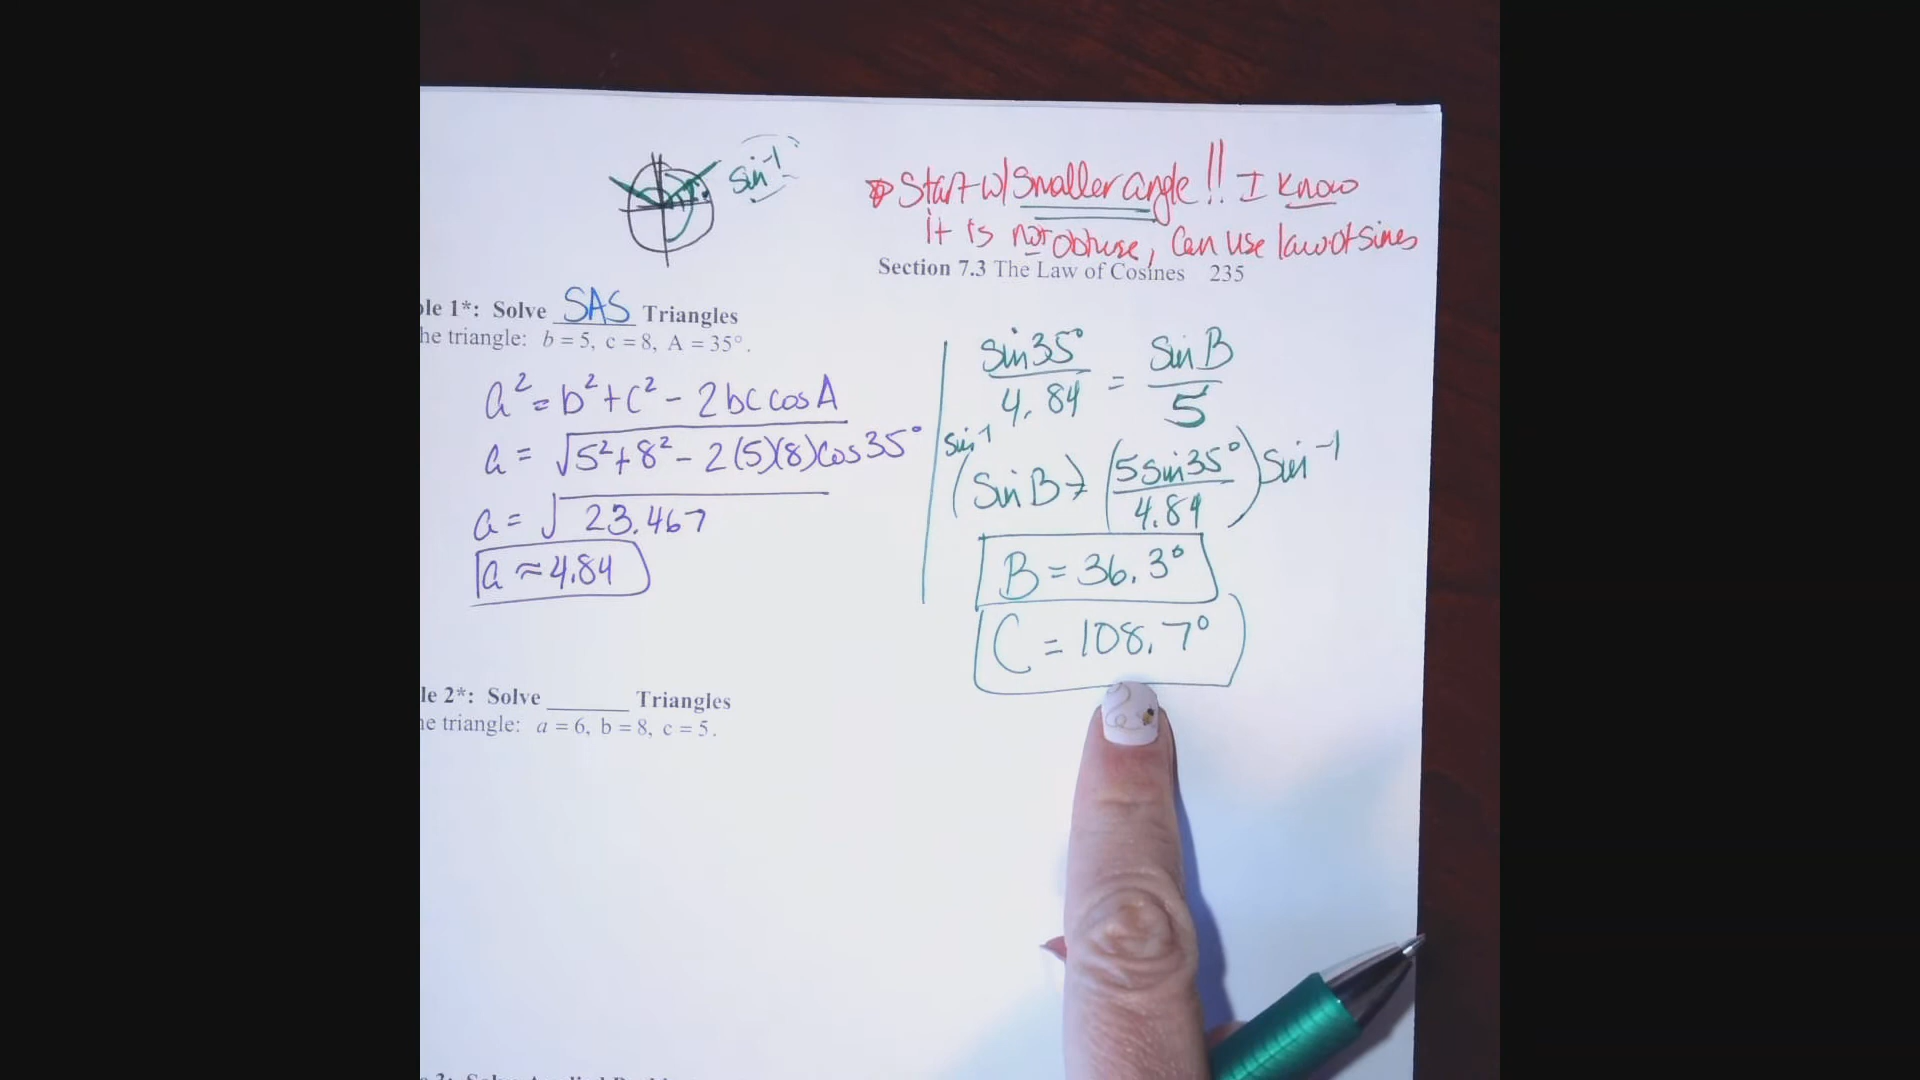 sin⁻¹
Start w/ smaller angle!! I know
it is not obtuse, can use law of sines
Section 7.3 The Law of Cosines 235
le 1*: Solve SAS Triangles
he triangle: b = 5, c = 8, A = 35°.
a² = b² + c² - 2bc cos A
a = √5² + 8² - 2(5)(8)cos 35°
a = √23.467
a ≈ 4.84
sin 35° / 4.84 = sin B / 5
sin⁻¹ (sin B) = (5 sin 35° / 4.84) sin⁻¹
B = 36.3°
C = 108.7°
le 2*: Solve ______ Triangles
e triangle: a = 6, b = 8, c = 5.